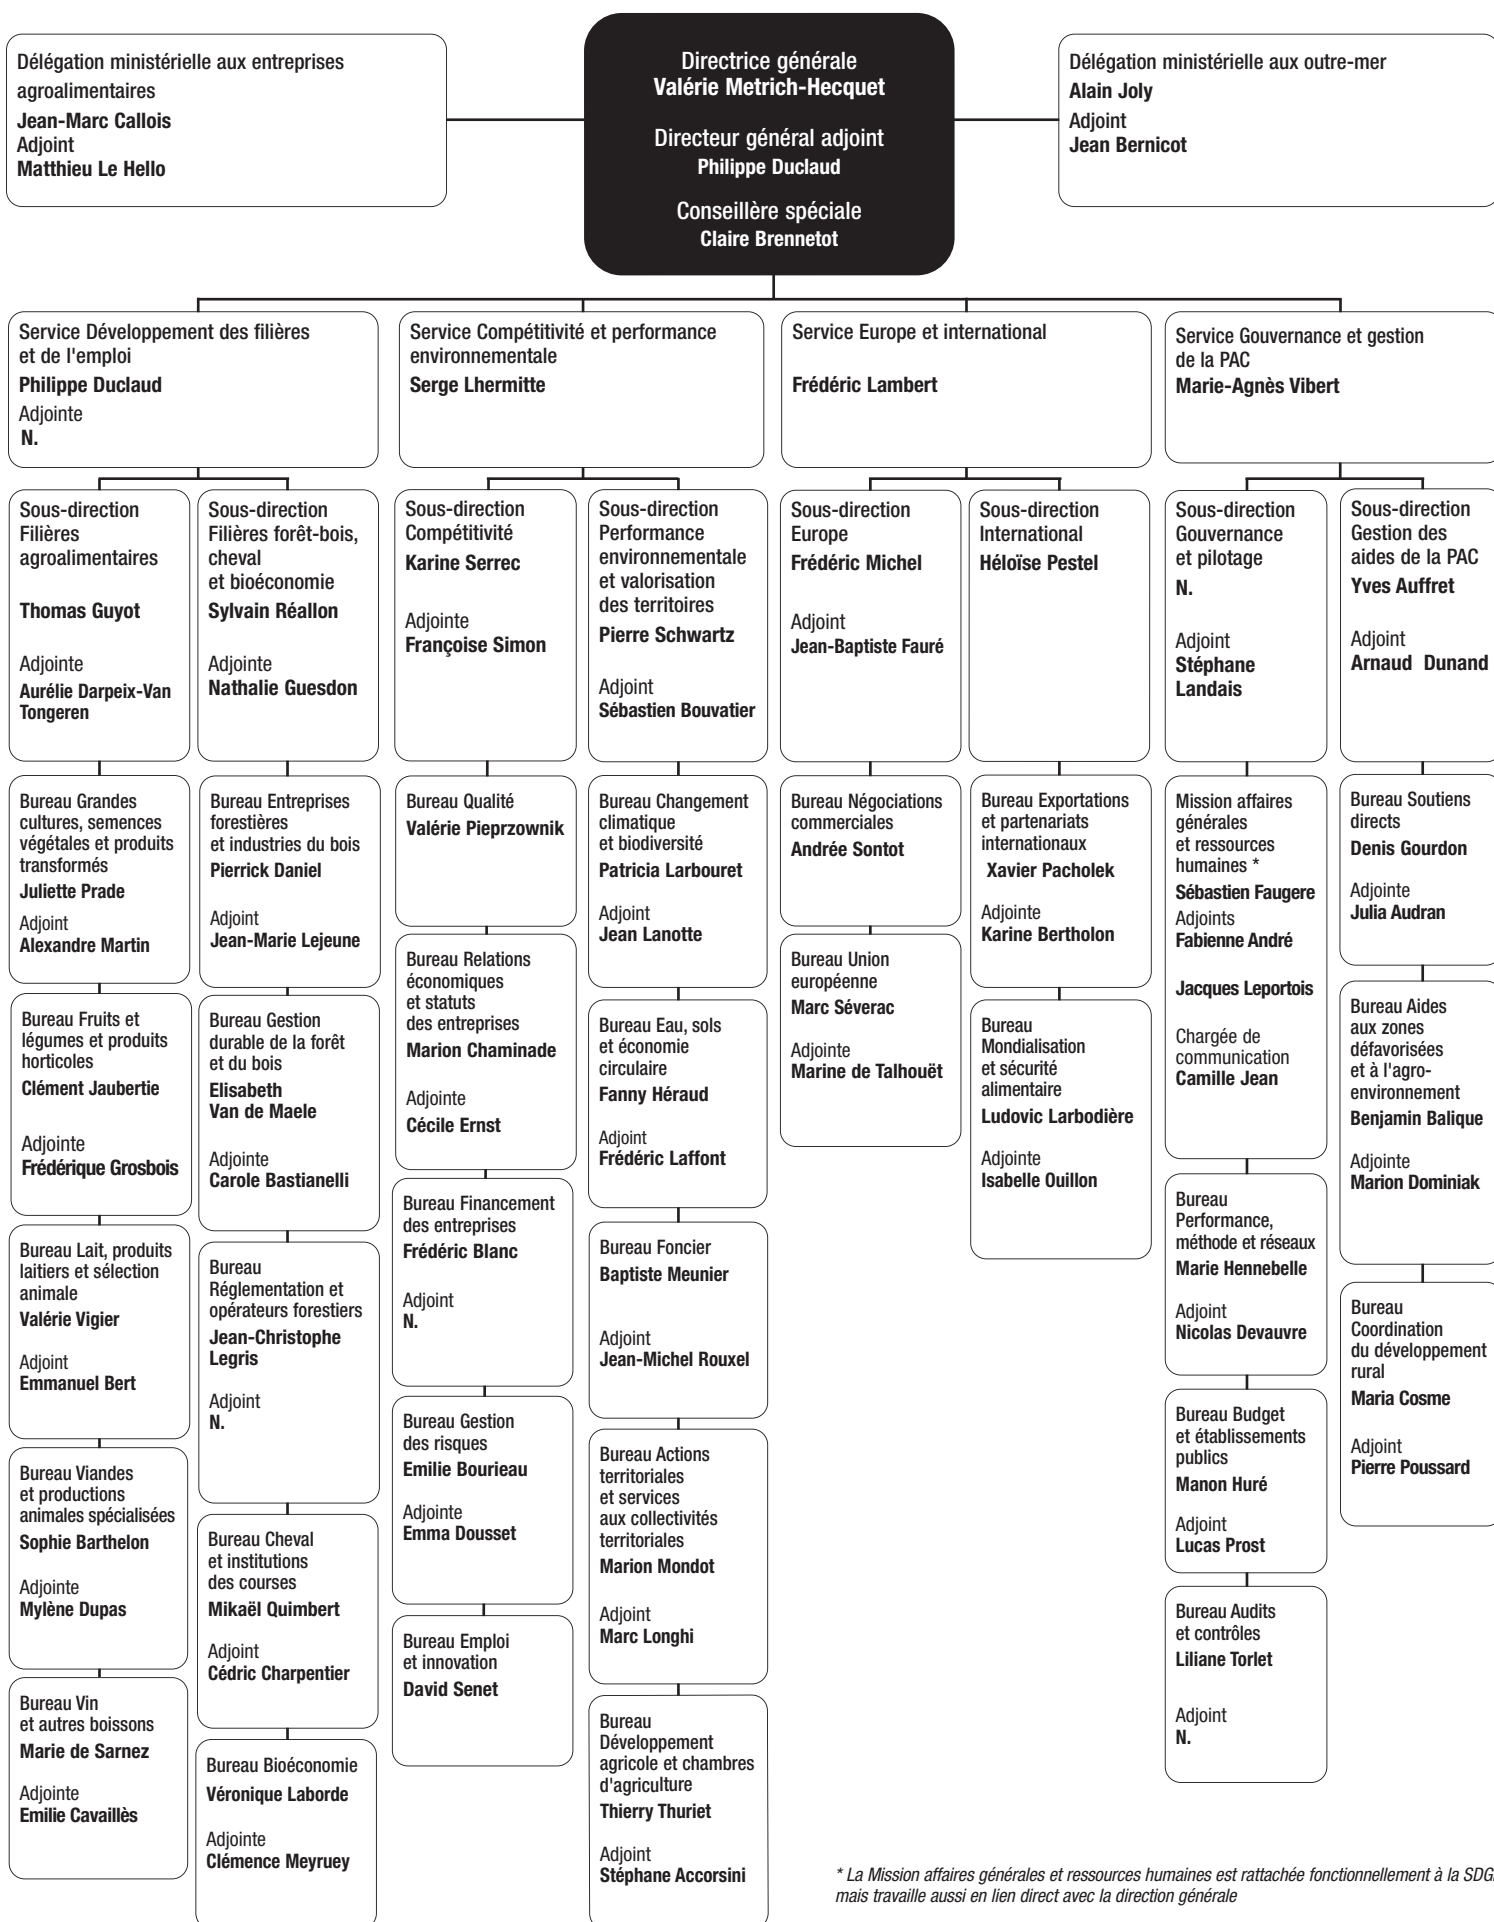 Délégation ministérielle aux entreprises
agroalimentaires
Jean-Marc Callois
Adjoint
Matthieu Le Hello
Directrice générale
Valérie Metrich-Hecquet
Directeur général adjoint
Philippe Duclaud
Conseillère spéciale
Claire Brennetot
Délégation ministérielle aux outre-mer
Alain Joly
Adjoint
Jean Bernicot
Service Développement des filières
et de l'emploi
Philippe Duclaud
Adjointe
N.
Service Compétitivité et performance
environnementale
Serge Lhermitte
Service Europe et international
Frédéric Lambert
Service Gouvernance et gestion
de la PAC
Marie-Agnès Vibert
Sous-direction
Filières
agroalimentaires
Thomas Guyot
Adjointe
Aurélie Darpeix-Van
Tongeren
Sous-direction
Filières forêt-bois,
cheval
et bioéconomie
Sylvain Réallon
Adjointe
Nathalie Guesdon
Sous-direction
Compétitivité
Karine Serrec
Adjointe
Françoise Simon
Sous-direction
Performance
environnementale
et valorisation
des territoires
Pierre Schwartz
Adjoint
Sébastien Bouvatier
Sous-direction
Europe
Frédéric Michel
Adjoint
Jean-Baptiste Fauré
Sous-direction
International
Héloïse Pestel
Sous-direction
Gouvernance
et pilotage
N.
Adjoint
Stéphane
Landais
Sous-direction
Gestion des
aides de la PAC
Yves Auffret
Adjoint
Arnaud Dunand
Bureau Grandes
cultures, semences
végétales et produits
transformés
Juliette Prade
Adjoint
Alexandre Martin
Bureau Fruits et
légumes et produits
horticoles
Clément Jaubertie
Adjointe
Frédérique Grosbois
Bureau Lait, produits
laitiers et sélection
animale
Valérie Vigier
Adjoint
Emmanuel Bert
Bureau Viandes
et productions
animales spécialisées
Sophie Barthelon
Adjointe
Mylène Dupas
Bureau Vin
et autres boissons
Marie de Sarnez
Adjointe
Emilie Cavaillès
Bureau Entreprises
forestières
et industries du bois
Pierrick Daniel
Adjoint
Jean-Marie Lejeune
Bureau Gestion
durable de la forêt
et du bois
Elisabeth
Van de Maele
Adjointe
Carole Bastianelli
Bureau
Réglementation et
opérateurs forestiers
Jean-Christophe
Legris
Adjoint
N.
Bureau Cheval
et institutions
des courses
Mikaël Quimbert
Adjoint
Cédric Charpentier
Bureau Bioéconomie
Véronique Laborde
Adjointe
Clémence Meyruey
Bureau Qualité
Valérie Pieprzownik
Bureau Relations
économiques
et statuts
des entreprises
Marion Chaminade
Adjointe
Cécile Ernst
Bureau Financement
des entreprises
Frédéric Blanc
Adjoint
N.
Bureau Gestion
des risques
Emilie Bourieau
Adjointe
Emma Dousset
Bureau Emploi
et innovation
David Senet
Bureau Changement
climatique
et biodiversité
Patricia Larbouret
Adjoint
Jean Lanotte
Bureau Eau, sols
et économie
circulaire
Fanny Héraud
Adjoint
Frédéric Laffont
Bureau Foncier
Baptiste Meunier
Adjoint
Jean-Michel Rouxel
Bureau Actions
territoriales
et services
aux collectivités
territoriales
Marion Mondot
Adjoint
Marc Longhi
Bureau
Développement
agricole et chambres
d'agriculture
Thierry Thuriet
Adjoint
Stéphane Accorsini
Bureau Négociations
commerciales
Andrée Sontot
Bureau Union
européenne
Marc Séverac
Adjointe
Marine de Talhouët
Bureau Exportations
et partenariats
internationaux
Xavier Pacholek
Adjointe
Karine Bertholon
Bureau
Mondialisation
et sécurité
alimentaire
Ludovic Larbodière
Adjointe
Isabelle Ouillon
Mission affaires
générales
et ressources
humaines *
Sébastien Faugere
Adjoints
Fabienne André
Jacques Leportois
Chargée de
communication
Camille Jean
Bureau
Performance,
méthode et réseaux
Marie Hennebelle
Adjoint
Nicolas Devauvre
Bureau Budget
et établissements
publics
Manon Huré
Adjoint
Lucas Prost
Bureau Audits
et contrôles
Liliane Torlet
Adjoint
N.
Bureau Soutiens
directs
Denis Gourdon
Adjointe
Julia Audran
Bureau Aides
aux zones
défavorisées
et à l'agro-
environnement
Benjamin Balique
Adjointe
Marion Dominiak
Bureau
Coordination
du développement
rural
Maria Cosme
Adjoint
Pierre Poussard
* La Mission affaires générales et ressources humaines est rattachée fonctionnellement à la SDG
mais travaille aussi en lien direct avec la direction générale